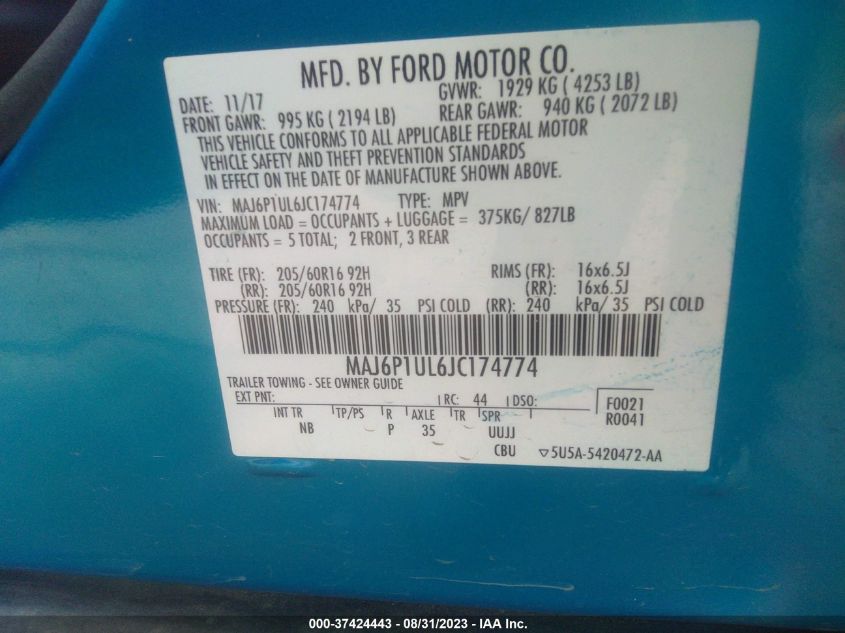 MFD. BY FORD MOTOR CO.
DATE: 11/17 GVWR: 1929 KG ( 4253 LB)
FRONT GAWR: 995 KG ( 2194 LB) REAR GAWR: 940 KG ( 2072 LB)
THIS VEHICLE CONFORMS TO ALL APPLICABLE FEDERAL MOTOR
VEHICLE SAFETY AND THEFT PREVENTION STANDARDS
IN EFFECT ON THE DATE OF MANUFACTURE SHOWN ABOVE.
VIN: MAJ6P1UL6JC174774 TYPE: MPV
MAXIMUM LOAD = OCCUPANTS + LUGGAGE = 375KG/ 827LB
OCCUPANTS = 5 TOTAL; 2 FRONT, 3 REAR
TIRE (FR): 205/60R16 92H RIMS (FR): 16x6.5J
(RR): 205/60R16 92H (RR): 16x6.5J
PRESSURE (FR): 240 kPa/ 35 PSI COLD (RR): 240 kPa/ 35 PSI COLD
MAJ6P1UL6JC174774
TRAILER TOWING - SEE OWNER GUIDE
EXT PNT: RC: 44 DSO: F0021
INT TR TP/PS R AXLE TR SPR R0041
NB P 35 UUJJ
CBU ▽5U5A-5420472-AA
000-37424443 - 08/31/2023 - IAA Inc.